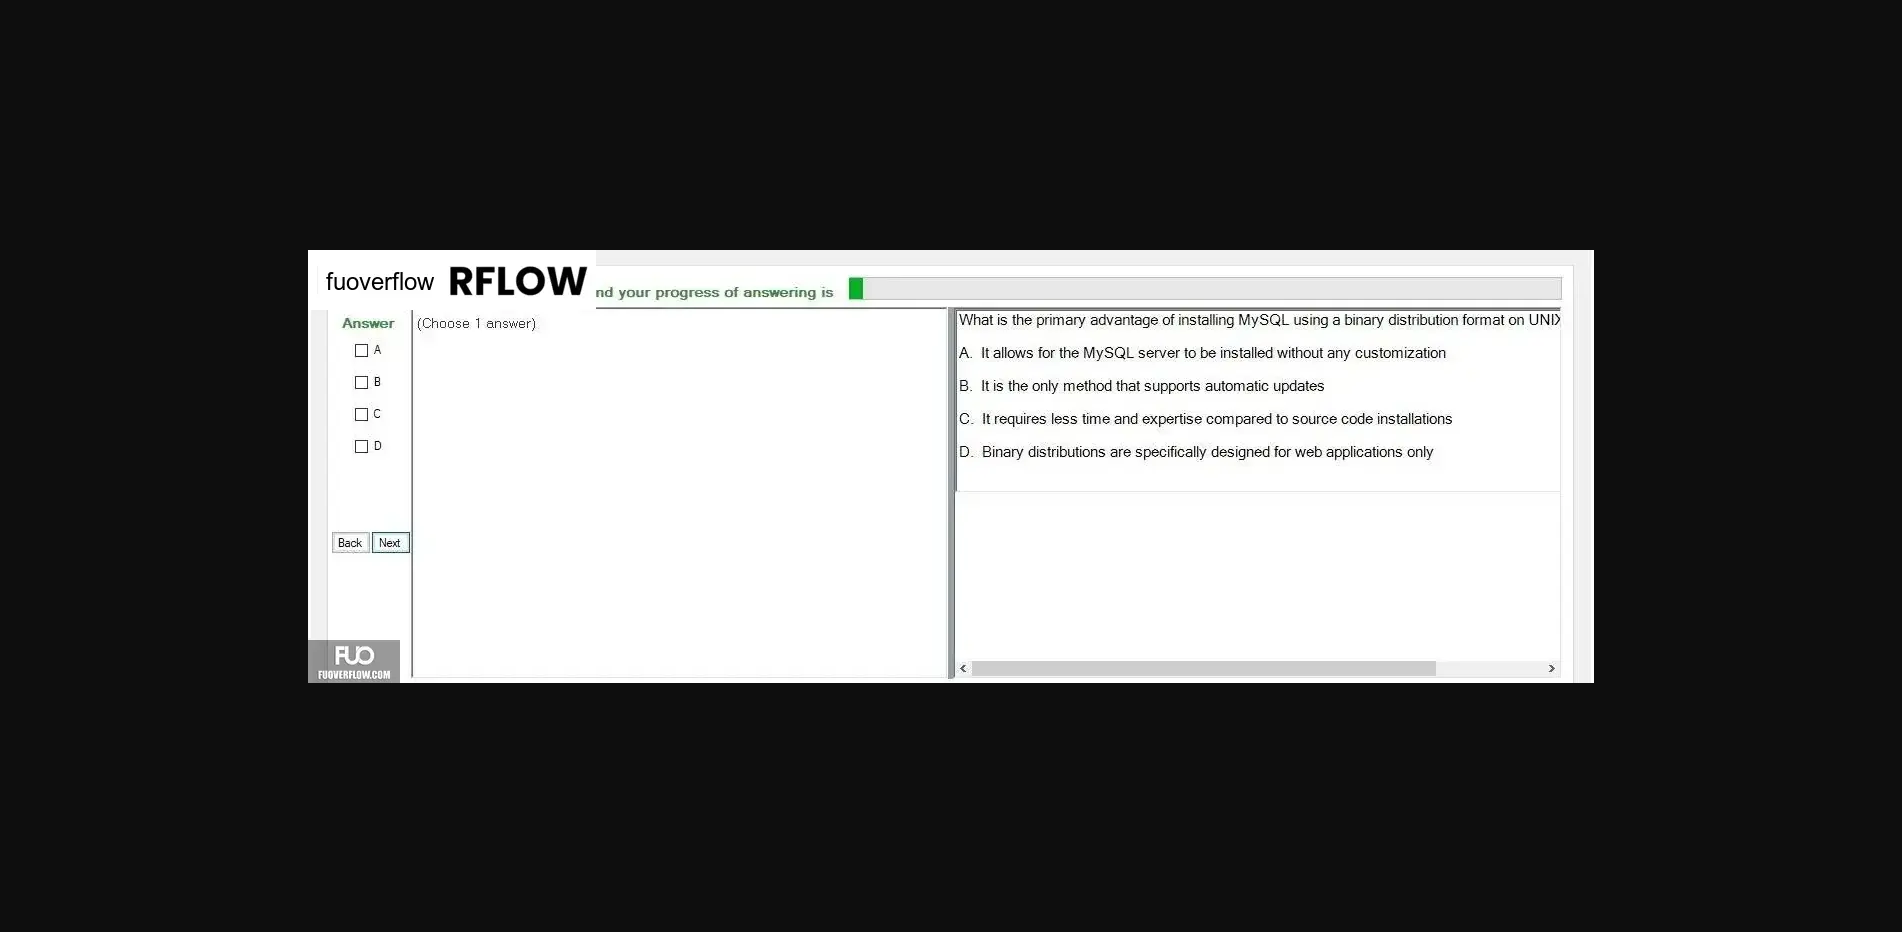 fuoverflow RFLOW
nd your progress of answering is
Answer
(Choose 1 answer)
A
B
C
D
Back Next
What is the primary advantage of installing MySQL using a binary distribution format on UNIX
A. It allows for the MySQL server to be installed without any customization
B. It is the only method that supports automatic updates
C. It requires less time and expertise compared to source code installations
D. Binary distributions are specifically designed for web applications only
FUO
FUOVERFLOW.COM